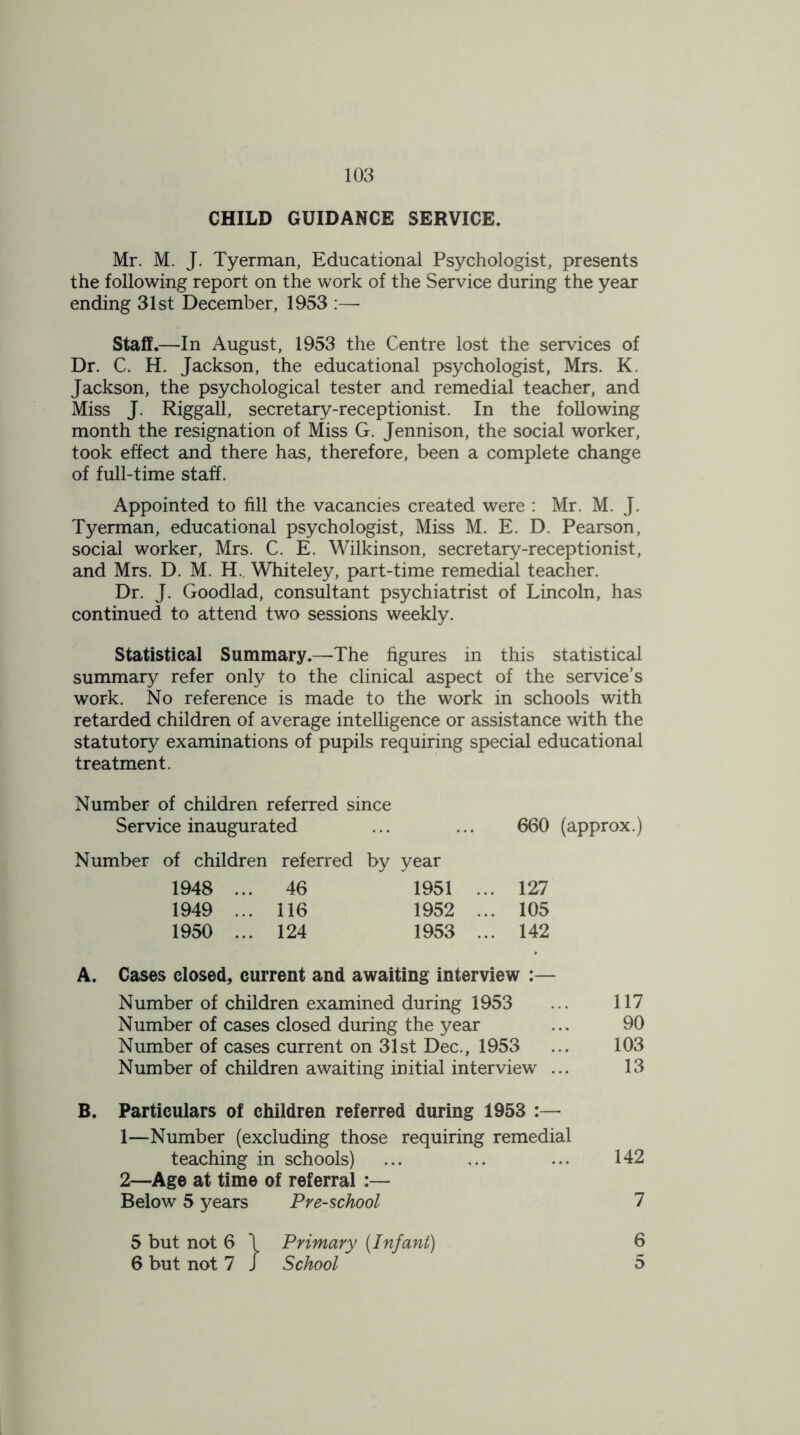 103
CHILD GUIDANCE SERVICE.
Mr. M. J. Tyerman, Educational Psychologist, presents
the following report on the work of the Service during the year
ending 31st December, 1953 :—
Staff.—In August, 1953 the Centre lost the services of
Dr. C. H. Jackson, the educational psychologist, Mrs. K.
Jackson, the psychological tester and remedial teacher, and
Miss J. Riggall, secretary-receptionist. In the following
month the resignation of Miss G. Jennison, the social worker,
took effect and there has, therefore, been a complete change
of full-time staff.
Appointed to fill the vacancies created were : Mr. M. J.
Tyerman, educational psychologist, Miss M. E. D. Pearson,
social worker, Mrs. C. E. Wilkinson, secretary-receptionist,
and Mrs. D. M. H., Whiteley, part-time remedial teacher.
Dr. J. Goodlad, consultant psychiatrist of Lincoln, has
continued to attend two sessions weekly.
Statistical Summary.—The figures in this statistical
summary refer only to the clinical aspect of the service's
work. No reference is made to the work in schools with
retarded children of average intelligence or assistance with the
statutory examinations of pupils requiring special educational
treatment.
Number of children referred since
Service inaugurated ... ... 660 (approx.)
Number of children referred by year
1948 ... 46 1951 ... 127
1949 ... 116 1952 ... 105
1950 ... 124 1953 ... 142
A. Cases closed, current and awaiting interview :—
Number of children examined during 1953 ... 117
Number of cases closed during the year ... 90
Number of cases current on 31st Dec., 1953 ... 103
Number of children awaiting initial interview ... 13
B. Particulars of children referred during 1953 :—
1—Number (excluding those requiring remedial
teaching in schools) ... ... ... 142
2—Age at time of referral :—
Below 5 years Pre-school 7
5 but not 6 } Primary (Infant) 6
6 but not 7 } School 5